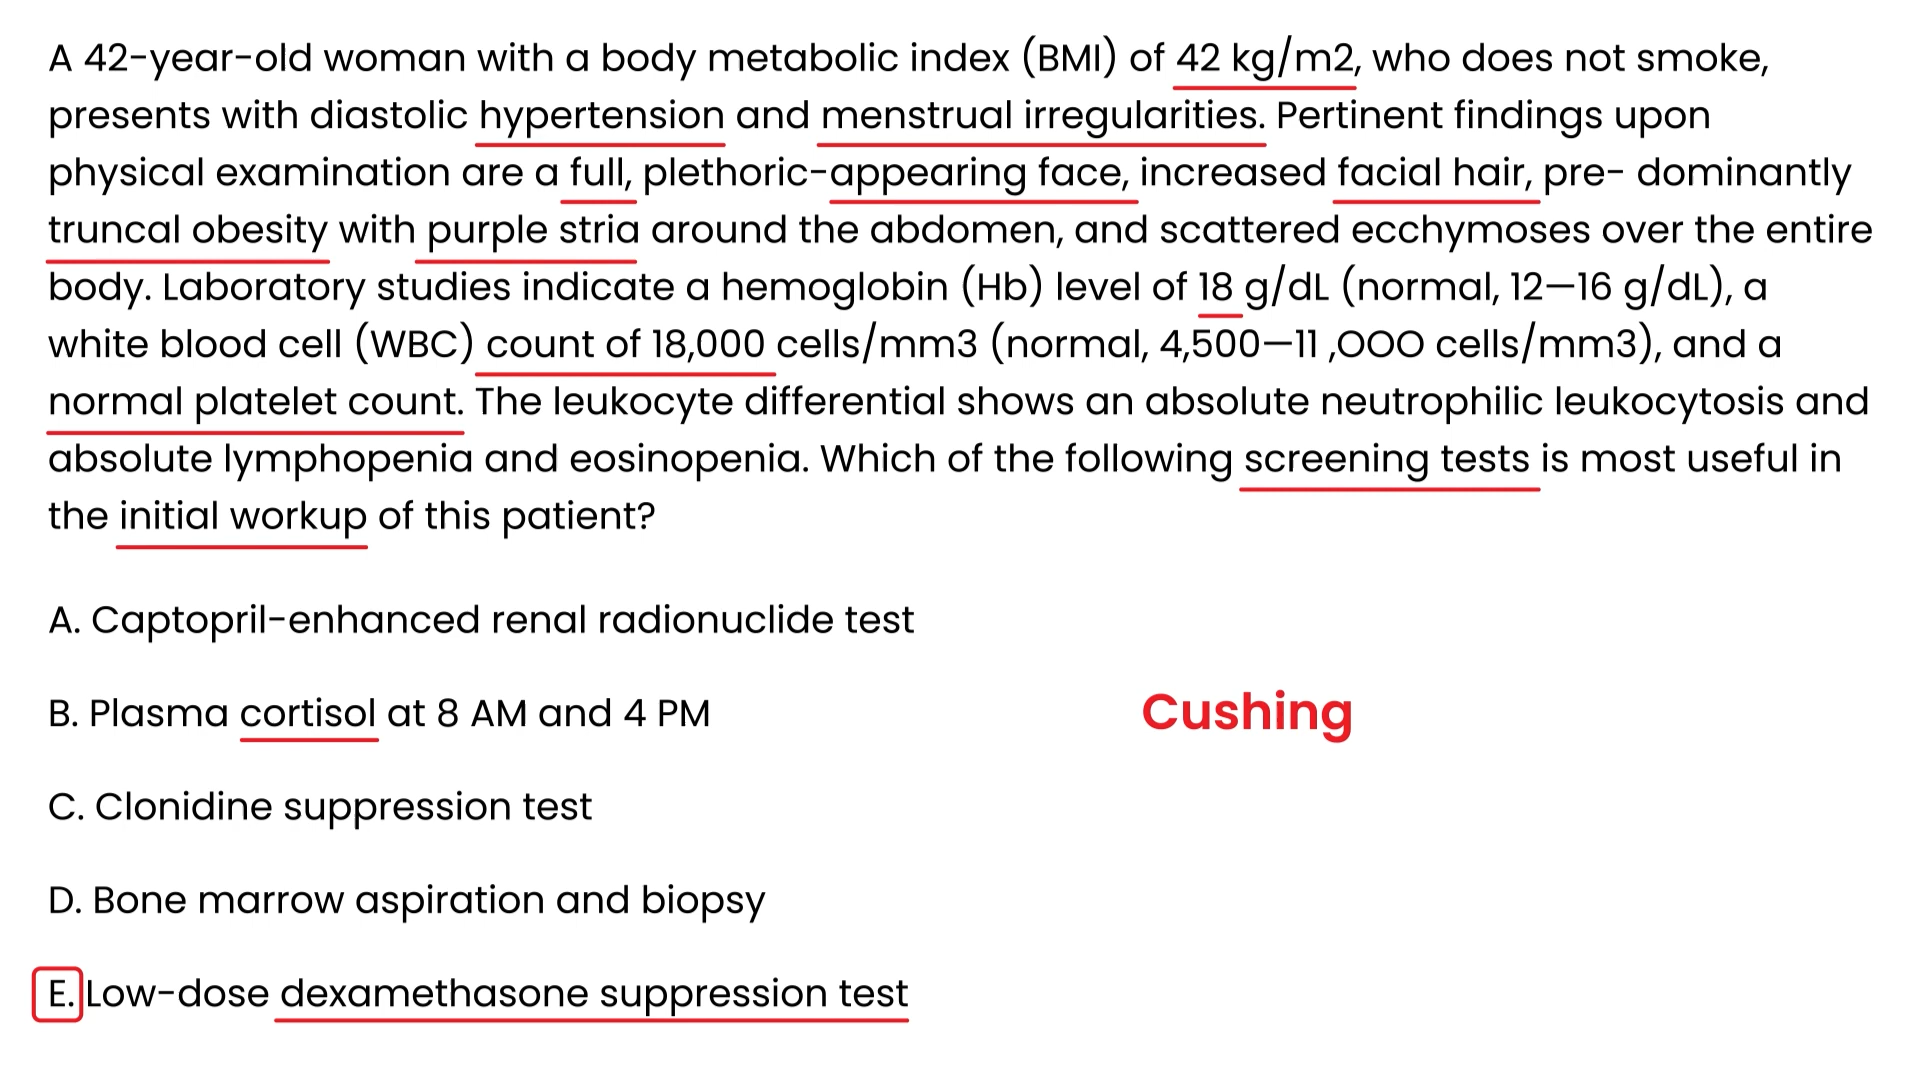 A 42-year-old woman with a body metabolic index (BMI) of 42 kg/m2, who does not smoke,
presents with diastolic hypertension and menstrual irregularities. Pertinent findings upon
physical examination are a full, plethoric-appearing face, increased facial hair, pre- dominantly
truncal obesity with purple stria around the abdomen, and scattered ecchymoses over the entire
body. Laboratory studies indicate a hemoglobin (Hb) level of 18 g/dL (normal, 12—16 g/dL), a
white blood cell (WBC) count of 18,000 cells/mm3 (normal, 4,500—11 ,OOO cells/mm3), and a
normal platelet count. The leukocyte differential shows an absolute neutrophilic leukocytosis and
absolute lymphopenia and eosinopenia. Which of the following screening tests is most useful in
the initial workup of this patient?
A. Captopril-enhanced renal radionuclide test
B. Plasma cortisol at 8 AM and 4 PM
Cushing
C. Clonidine suppression test
D. Bone marrow aspiration and biopsy
E. Low-dose dexamethasone suppression test